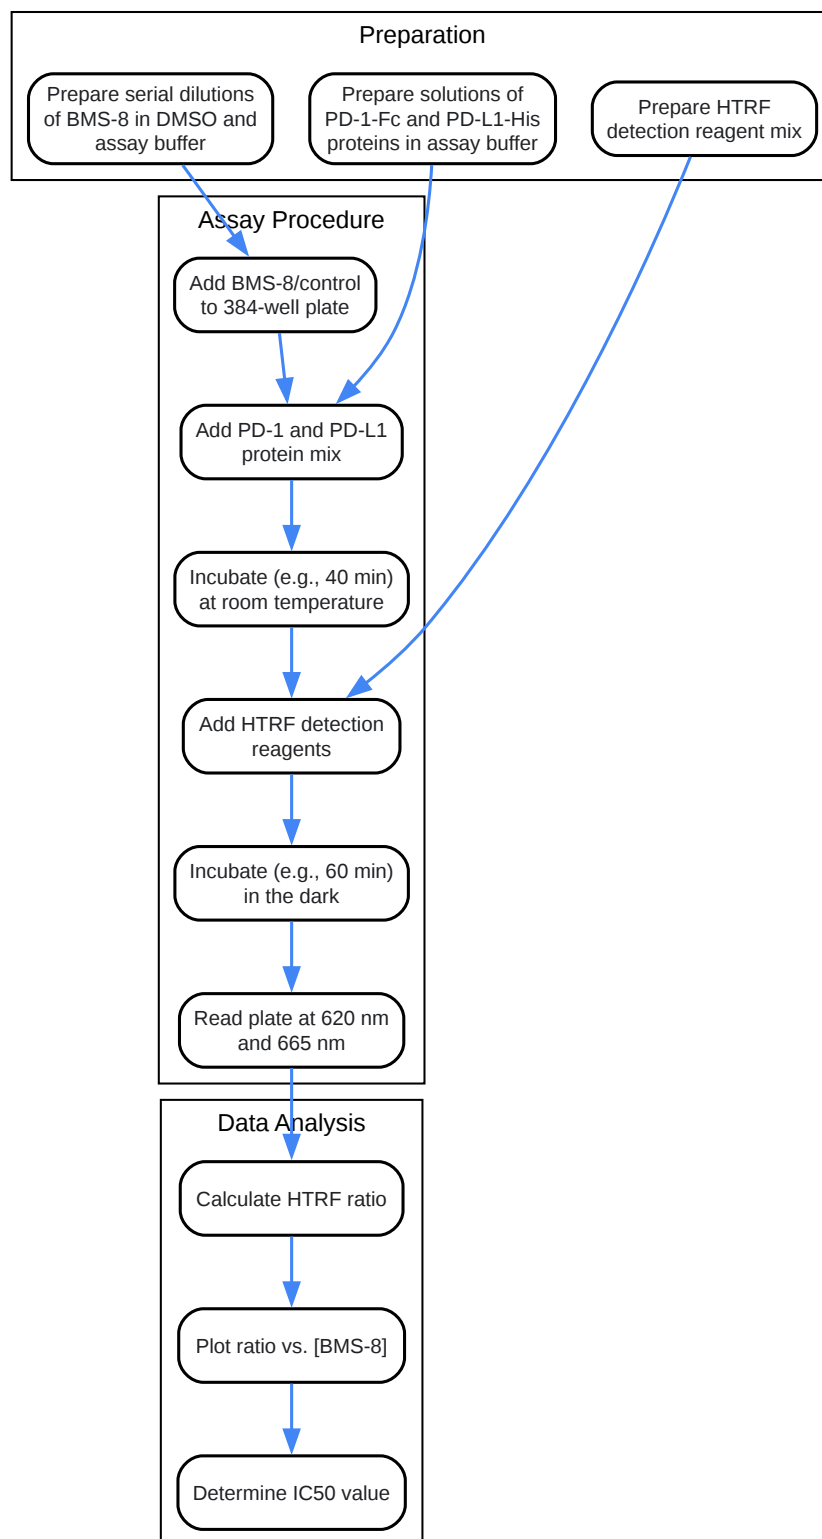 Preparation
Prepare serial dilutions
of BMS-8 in DMSO and
assay buffer
Prepare solutions of
PD-1-Fc and PD-L1-His
proteins in assay buffer
Prepare HTRF
detection reagent mix
Assay Procedure
Add BMS-8/control
to 384-well plate
Add PD-1 and PD-L1
protein mix
Incubate (e.g., 40 min)
at room temperature
Add HTRF detection
reagents
Incubate (e.g., 60 min)
in the dark
Read plate at 620 nm
and 665 nm
Data Analysis
Calculate HTRF ratio
Plot ratio vs. [BMS-8]
Determine IC50 value